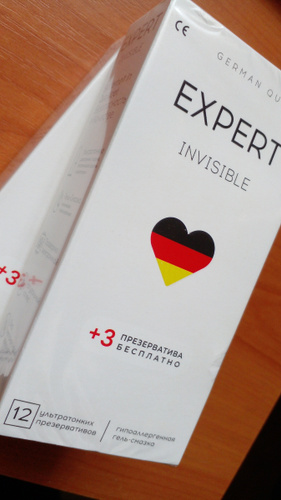 CE
GERMAN QU
EXPERT
INVISIBLE
+3 ПРЕЗЕРВАТИВА
БЕСПЛАТНО
12 ультратонких
презервативов
гипоаллергенная
гель-смазка
+3